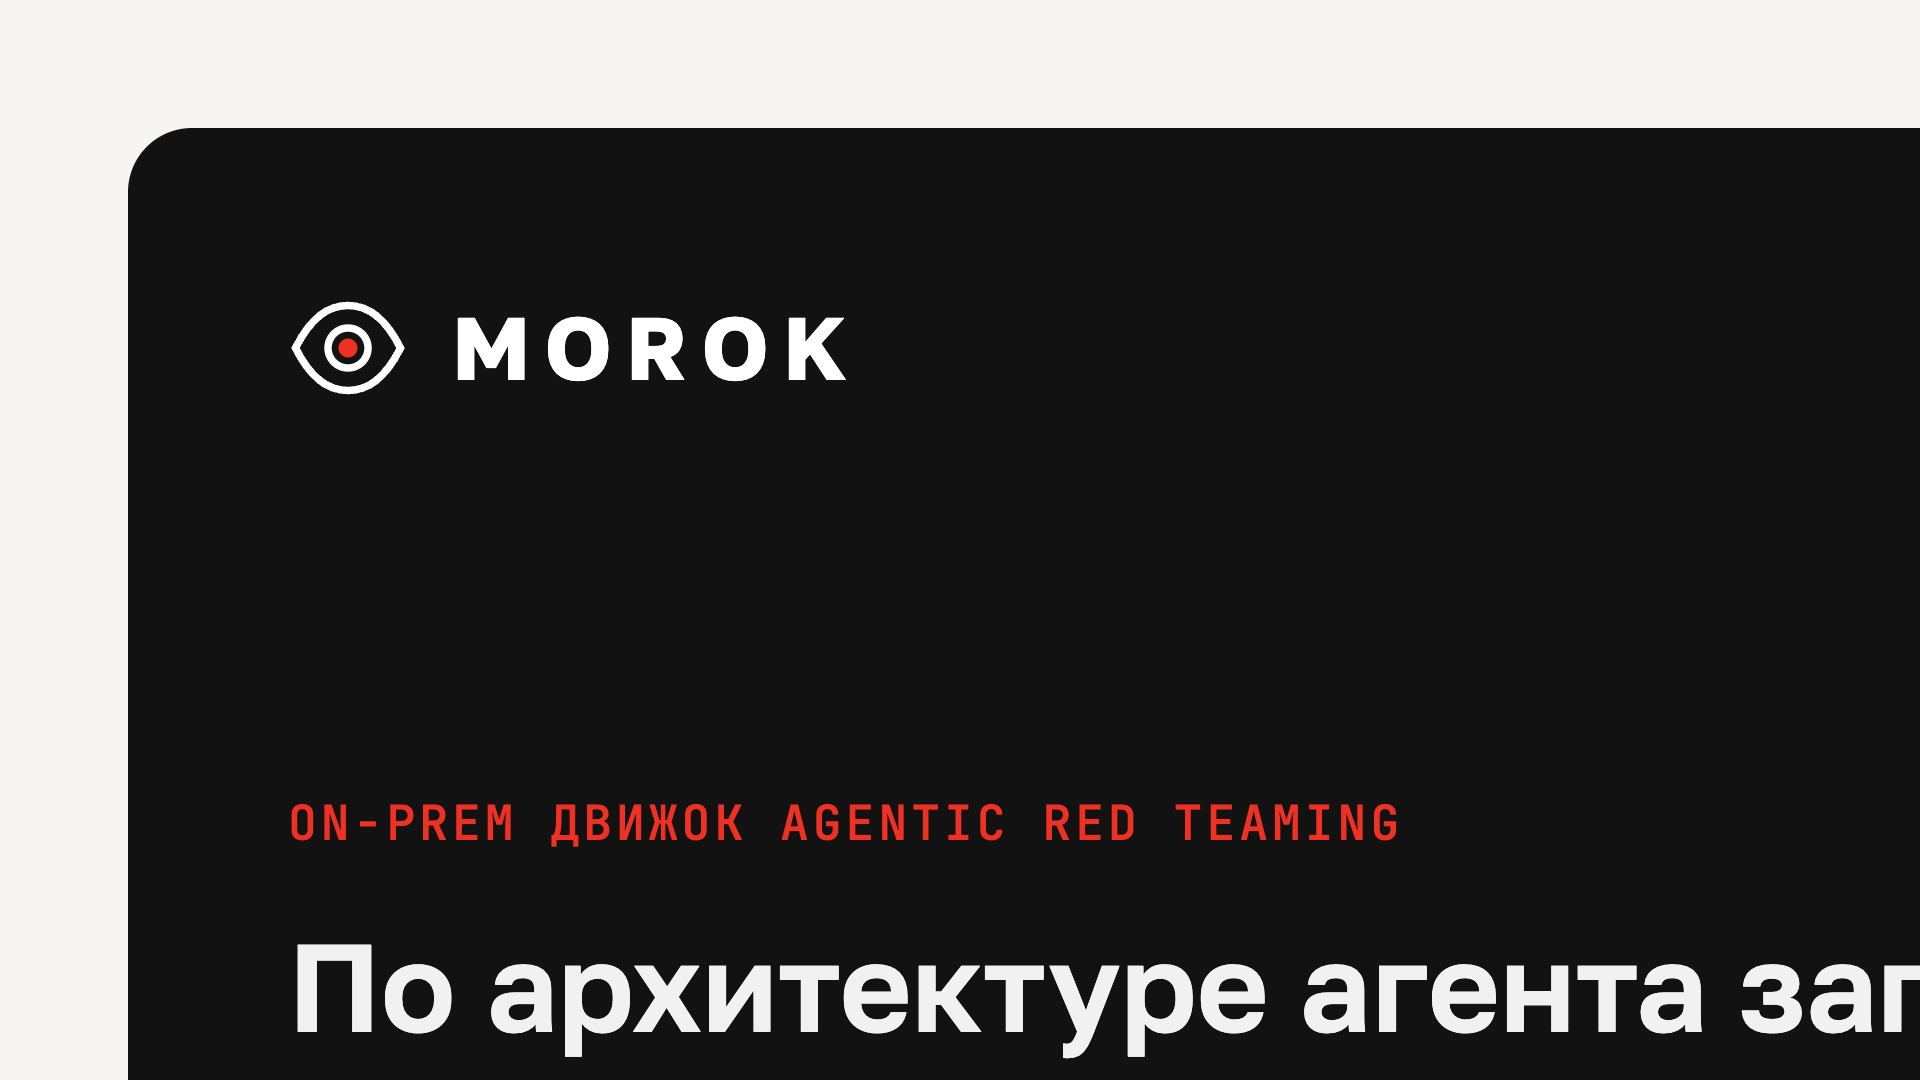 MOROK
ON-PREM ДВИЖОК AGENTIC RED TEAMING
По архитектуре агента